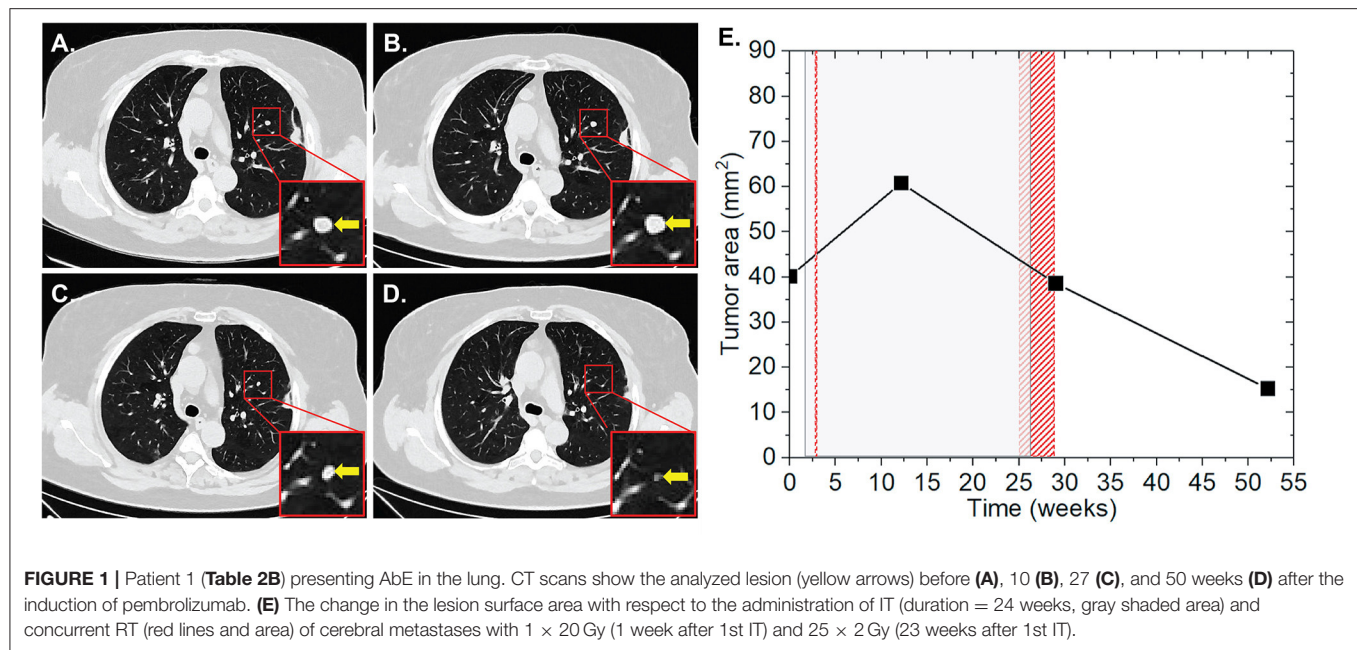 A.
B.
C.
D.
E.
90
80
70
60
50
40
30
20
10
0
Tumor area (mm²)
0 5 10 15 20 25 30 35 40 45 50 55
Time (weeks)
FIGURE 1 | Patient 1 (Table 2B) presenting AbE in the lung. CT scans show the analyzed lesion (yellow arrows) before (A), 10 (B), 27 (C), and 50 weeks (D) after the
induction of pembrolizumab. (E) The change in the lesion surface area with respect to the administration of IT (duration = 24 weeks, gray shaded area) and
concurrent RT (red lines and area) of cerebral metastases with 1 × 20 Gy (1 week after 1st IT) and 25 × 2 Gy (23 weeks after 1st IT).